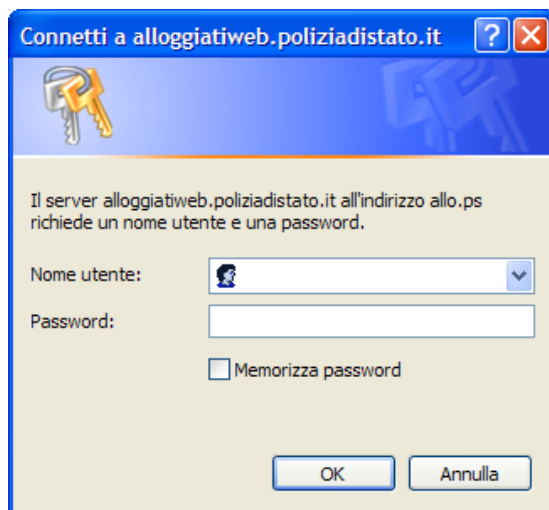 Connetti a alloggiatiweb.poliziadistato.it
Il server alloggiatiweb.poliziadistato.it all'indirizzo allo.ps
richiede un nome utente e una password.
Nome utente:
Password:
Memorizza password
OK Annulla